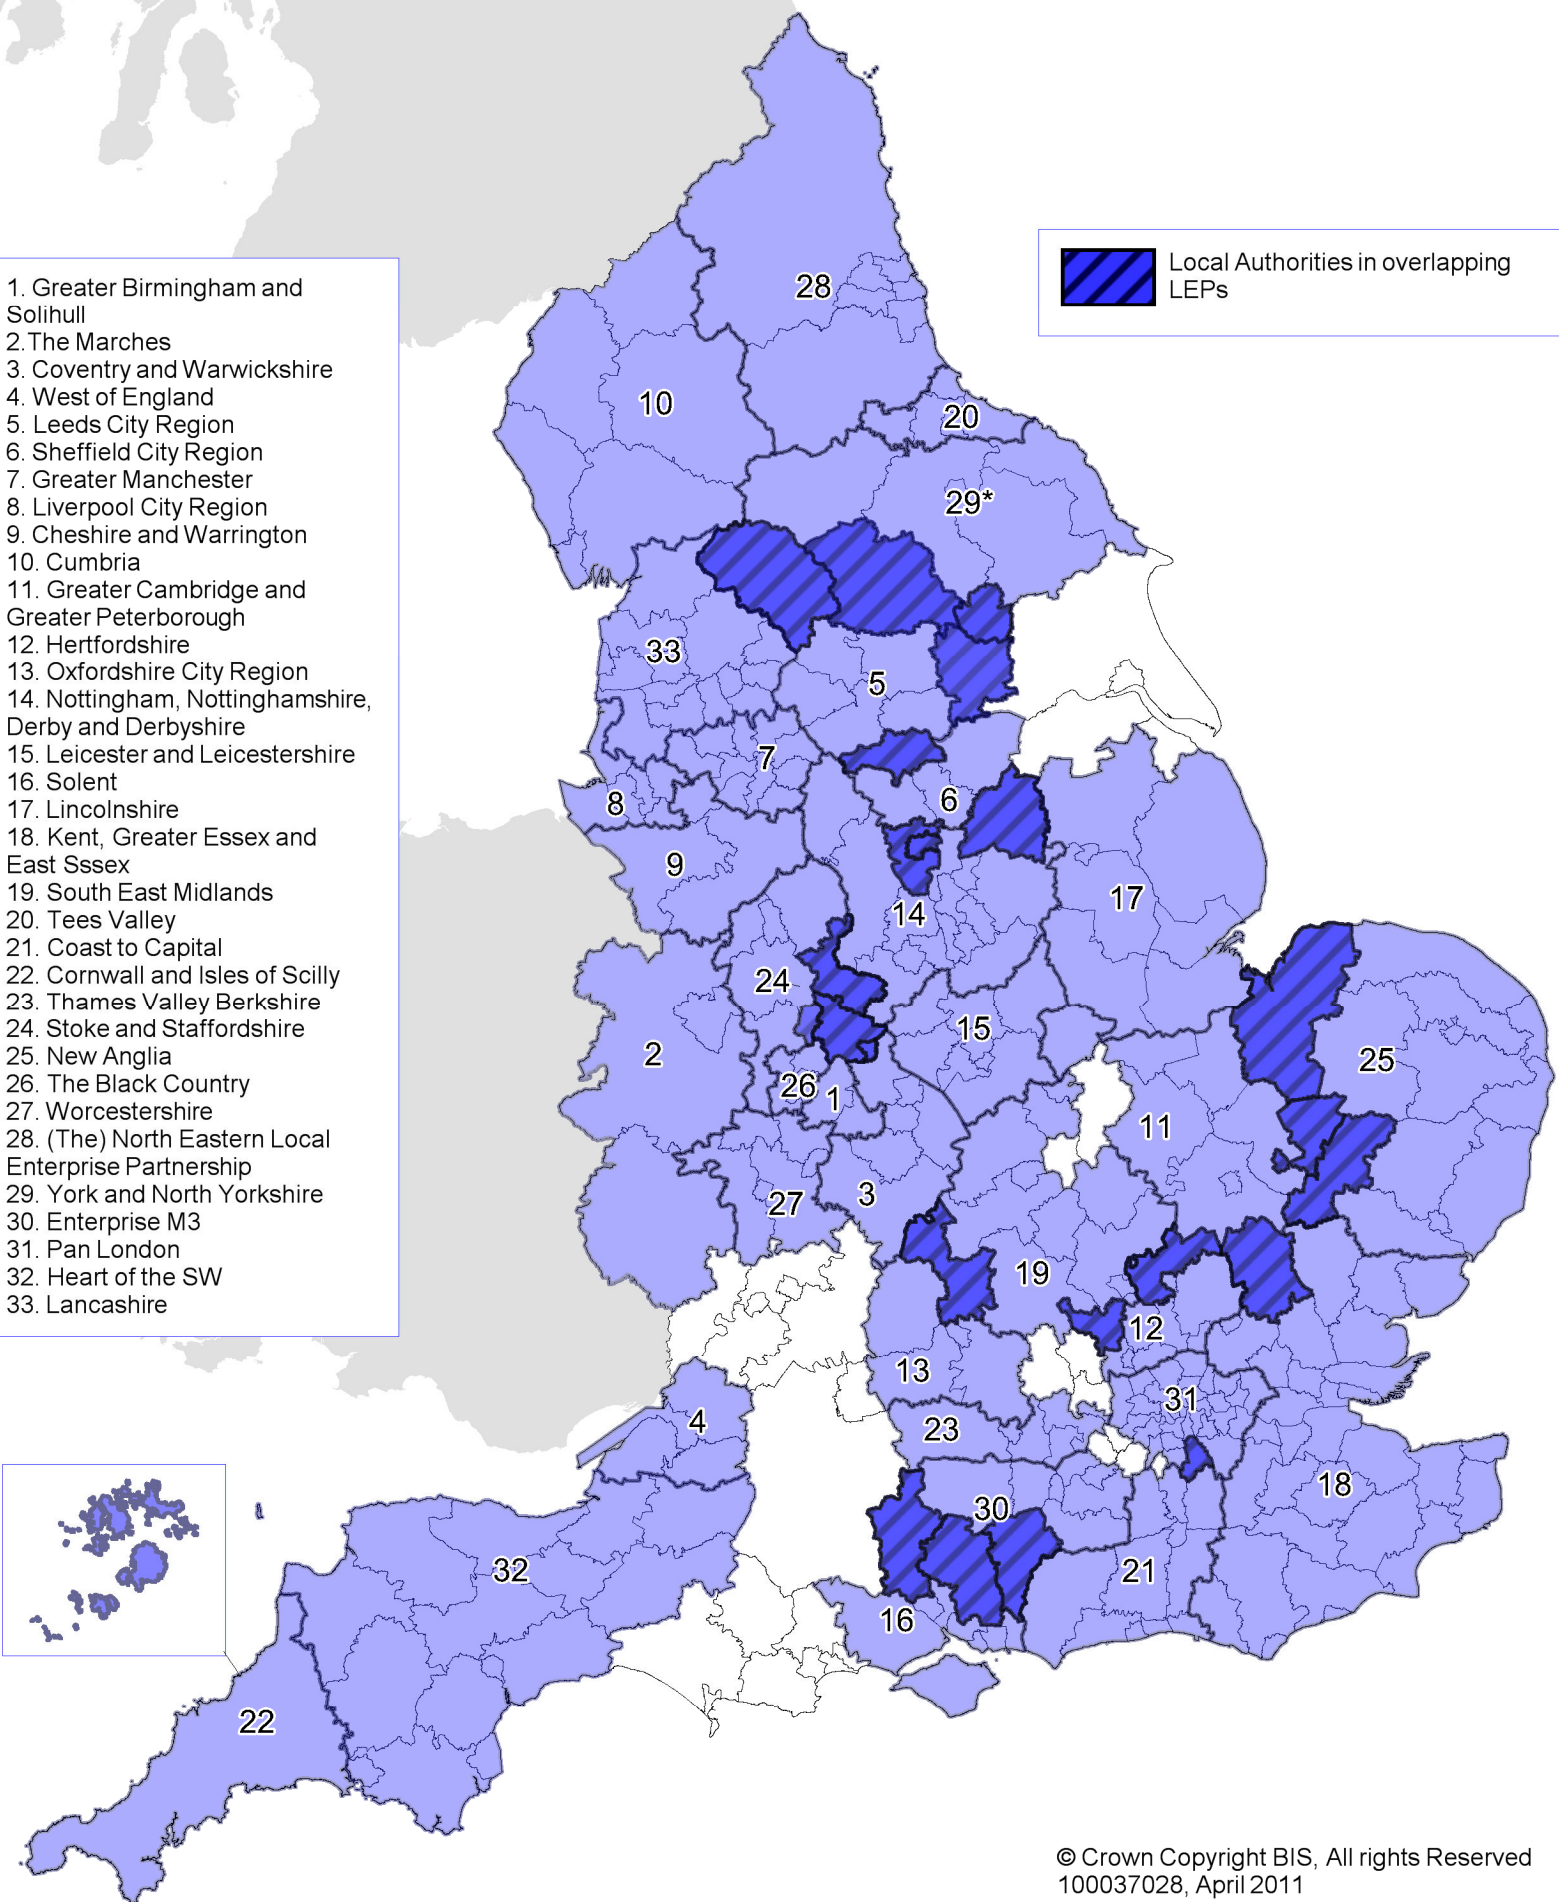 1. Greater Birmingham and
Solihull
2.The Marches
3. Coventry and Warwickshire
4. West of England
5. Leeds City Region
6. Sheffield City Region
7. Greater Manchester
8. Liverpool City Region
9. Cheshire and Warrington
10. Cumbria
11. Greater Cambridge and
Greater Peterborough
12. Hertfordshire
13. Oxfordshire City Region
14. Nottingham, Nottinghamshire,
Derby and Derbyshire
15. Leicester and Leicestershire
16. Solent
17. Lincolnshire
18. Kent, Greater Essex and
East Sssex
19. South East Midlands
20. Tees Valley
21. Coast to Capital
22. Cornwall and Isles of Scilly
23. Thames Valley Berkshire
24. Stoke and Staffordshire
25. New Anglia
26. The Black Country
27. Worcestershire
28. (The) North Eastern Local
Enterprise Partnership
29. York and North Yorkshire
30. Enterprise M3
31. Pan London
32. Heart of the SW
33. Lancashire
Local Authorities in overlapping
LEPs
28
10
20
29*
33
5
7
8
6
9
17
14
24
15
2
25
26
1
11
3
27
19
12
13
31
4
23
18
30
32
21
16
22
© Crown Copyright BIS, All rights Reserved
100037028, April 2011